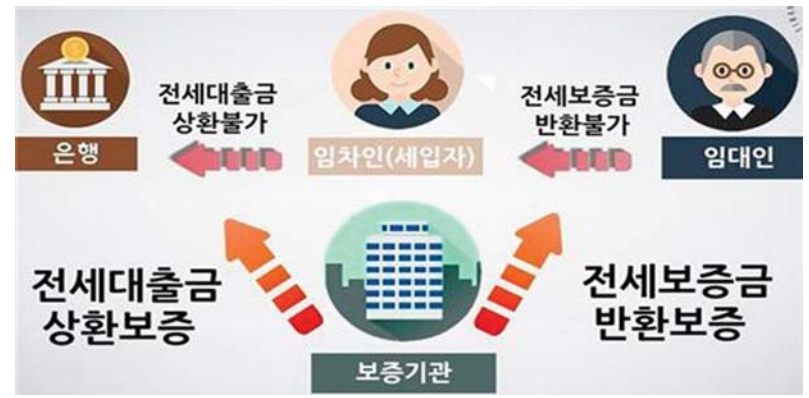 전세대출금
상환불가
전세보증금
반환불가
은행
임차인(세입자)
임대인
전세대출금
상환보증
전세보증금
반환보증
보증기관